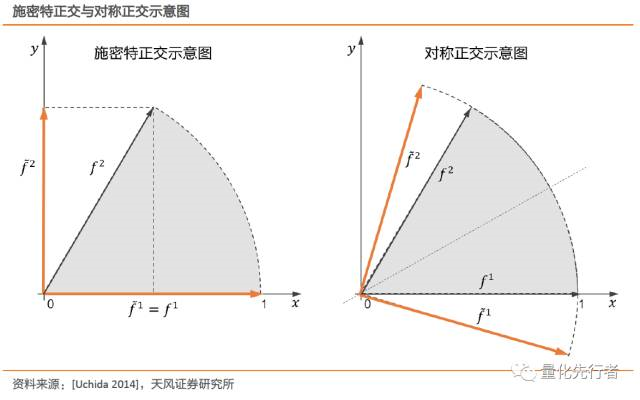 施密特正交与对称正交示意图
y
施密特正交示意图
f̃²
f²
0
f̃¹ = f¹
1
x
y
对称正交示意图
f̃²
f²
f¹
0
1
x
f̃¹
资料来源：[Uchida 2014]，天风证券研究所
量化先行者